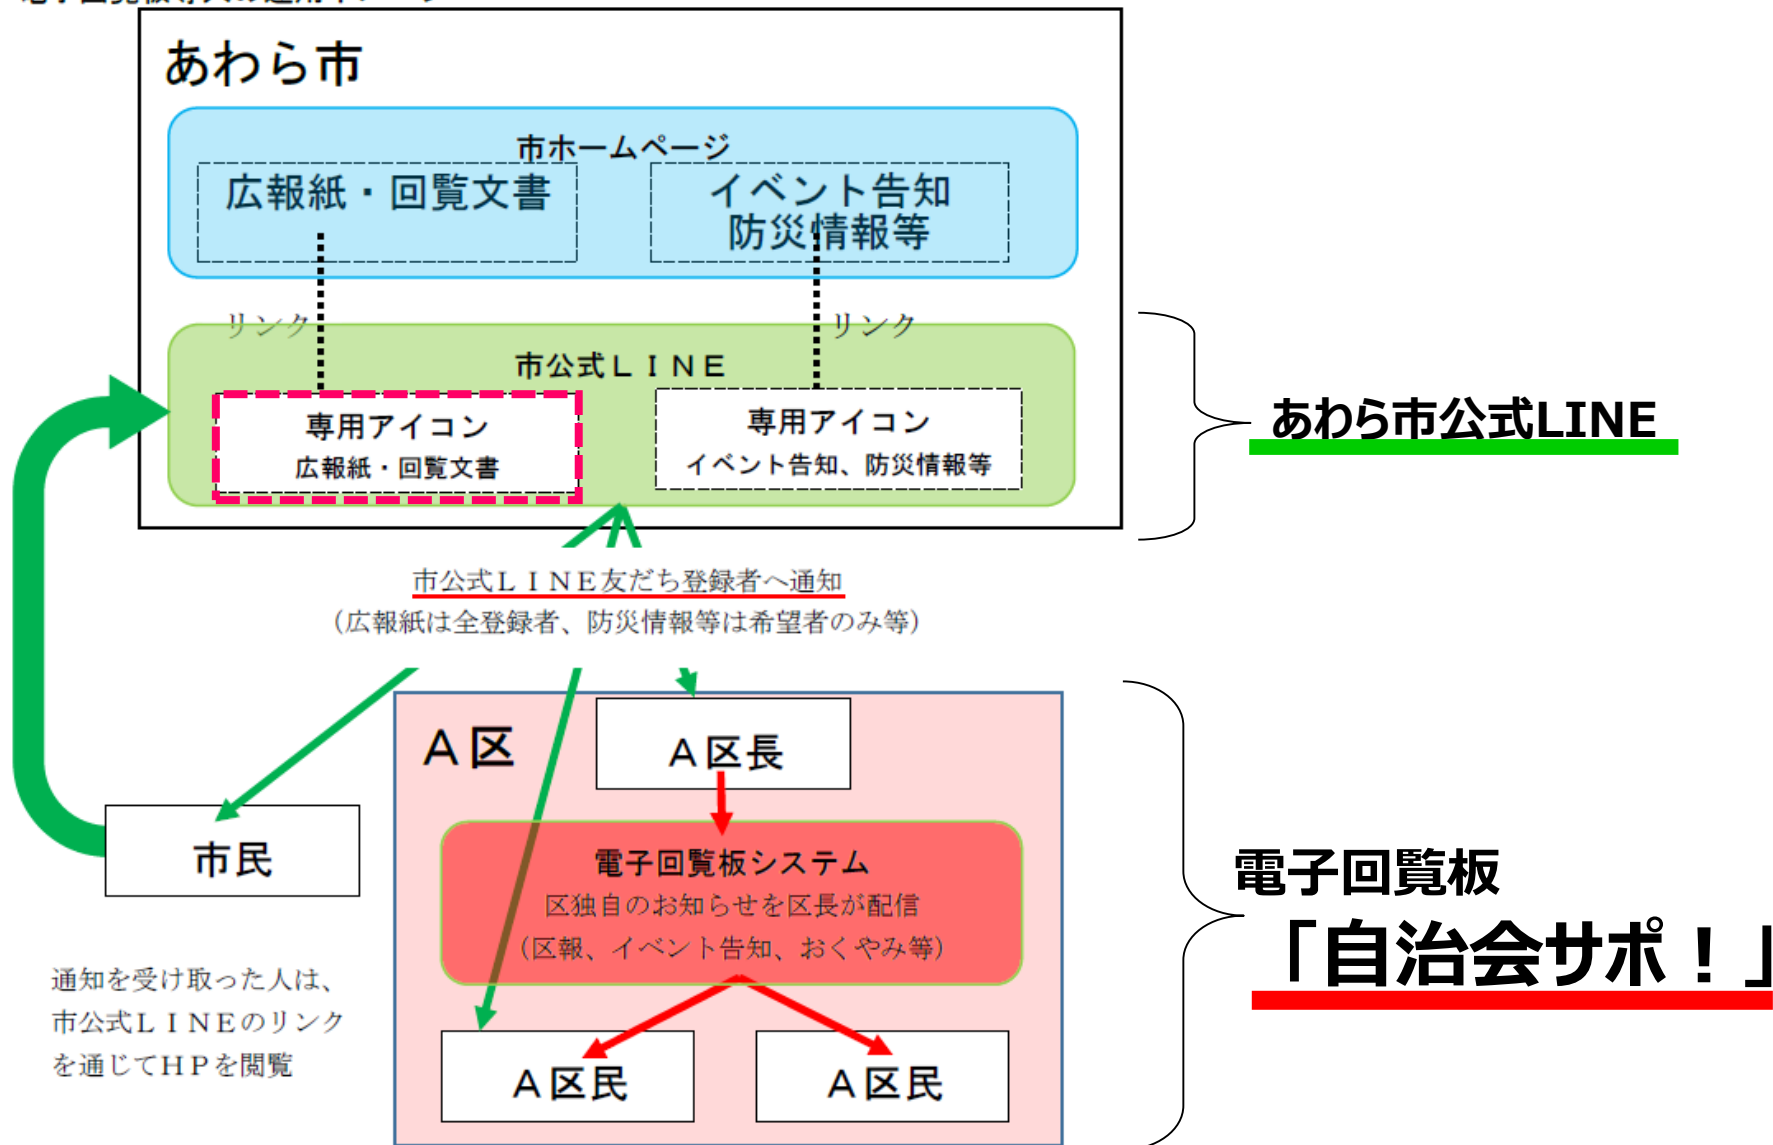 あわら市
市ホームページ
広報紙・回覧文書
イベント告知
防災情報等
リンク
リンク
市公式ＬＩＮＥ
専用アイコン
広報紙・回覧文書
専用アイコン
イベント告知、防災情報等
あわら市公式LINE
市公式ＬＩＮＥ友だち登録者へ通知
（広報紙は全登録者、防災情報等は希望者のみ等）
Ａ区
Ａ区長
市民
電子回覧板システム
区独自のお知らせを区長が配信
（区報、イベント告知、おくやみ等）
電子回覧板
「自治会サポ！」
通知を受け取った人は、
市公式ＬＩＮＥのリンク
を通じてＨＰを閲覧
Ａ区民
Ａ区民